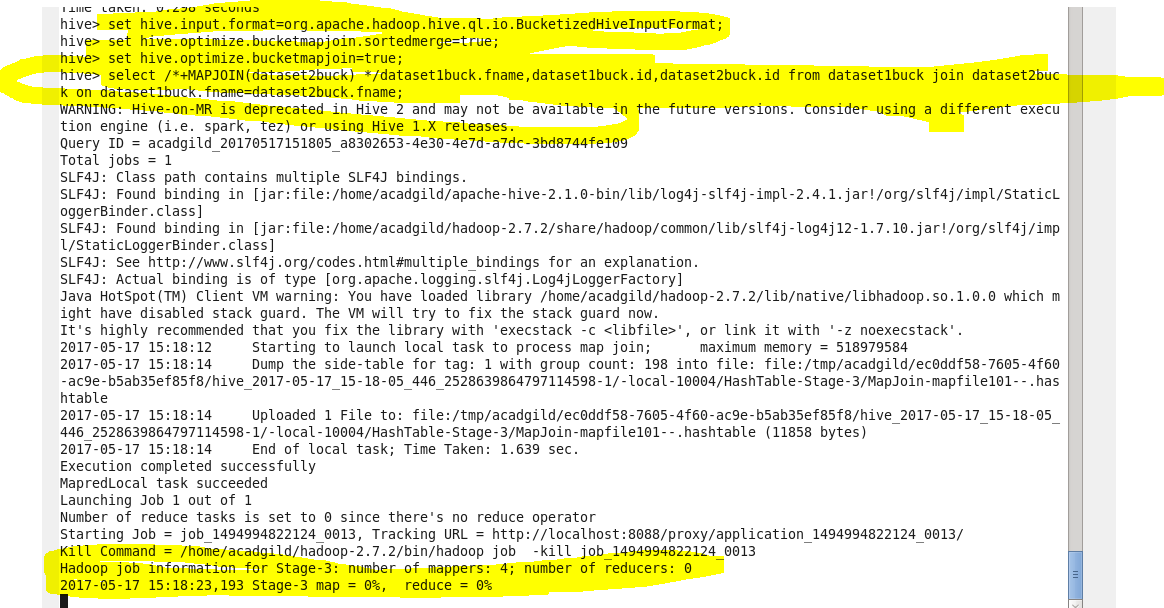 Time taken: 0.298 seconds
hive> set hive.input.format=org.apache.hadoop.hive.ql.io.BucketizedHiveInputFormat;
hive> set hive.optimize.bucketmapjoin.sortedmerge=true;
hive> set hive.optimize.bucketmapjoin=true;
hive> select /*+MAPJOIN(dataset2buck) */dataset1buck.fname,dataset1buck.id,dataset2buck.id from dataset1buck join dataset2buc
k on dataset1buck.fname=dataset2buck.fname;
WARNING: Hive-on-MR is deprecated in Hive 2 and may not be available in the future versions. Consider using a different execu
tion engine (i.e. spark, tez) or using Hive 1.X releases.
Query ID = acadgild_20170517151805_a8302653-4e30-4e7d-a7dc-3bd8744fe109
Total jobs = 1
SLF4J: Class path contains multiple SLF4J bindings.
SLF4J: Found binding in [jar:file:/home/acadgild/apache-hive-2.1.0-bin/lib/log4j-slf4j-impl-2.4.1.jar!/org/slf4j/impl/StaticL
oggerBinder.class]
SLF4J: Found binding in [jar:file:/home/acadgild/hadoop-2.7.2/share/hadoop/common/lib/slf4j-log4j12-1.7.10.jar!/org/slf4j/imp
l/StaticLoggerBinder.class]
SLF4J: See http://www.slf4j.org/codes.html#multiple_bindings for an explanation.
SLF4J: Actual binding is of type [org.apache.logging.slf4j.Log4jLoggerFactory]
Java HotSpot(TM) Client VM warning: You have loaded library /home/acadgild/hadoop-2.7.2/lib/native/libhadoop.so.1.0.0 which m
ight have disabled stack guard. The VM will try to fix the stack guard now.
It's highly recommended that you fix the library with 'execstack -c <libfile>', or link it with '-z noexecstack'.
2017-05-17 15:18:12     Starting to launch local task to process map join;      maximum memory = 518979584
2017-05-17 15:18:14     Dump the side-table for tag: 1 with group count: 198 into file: file:/tmp/acadgild/ec0ddf58-7605-4f60
-ac9e-b5ab35ef85f8/hive_2017-05-17_15-18-05_446_2528639864797114598-1/-local-10004/HashTable-Stage-3/MapJoin-mapfile101--.has
htable
2017-05-17 15:18:14     Uploaded 1 File to: file:/tmp/acadgild/ec0ddf58-7605-4f60-ac9e-b5ab35ef85f8/hive_2017-05-17_15-18-05_
446_2528639864797114598-1/-local-10004/HashTable-Stage-3/MapJoin-mapfile101--.hashtable (11858 bytes)
2017-05-17 15:18:14     End of local task; Time Taken: 1.639 sec.
Execution completed successfully
MapredLocal task succeeded
Launching Job 1 out of 1
Number of reduce tasks is set to 0 since there's no reduce operator
Starting Job = job_1494994822124_0013, Tracking URL = http://localhost:8088/proxy/application_1494994822124_0013/
Kill Command = /home/acadgild/hadoop-2.7.2/bin/hadoop job  -kill job_1494994822124_0013
Hadoop job information for Stage-3: number of mappers: 4; number of reducers: 0
2017-05-17 15:18:23,193 Stage-3 map = 0%,  reduce = 0%